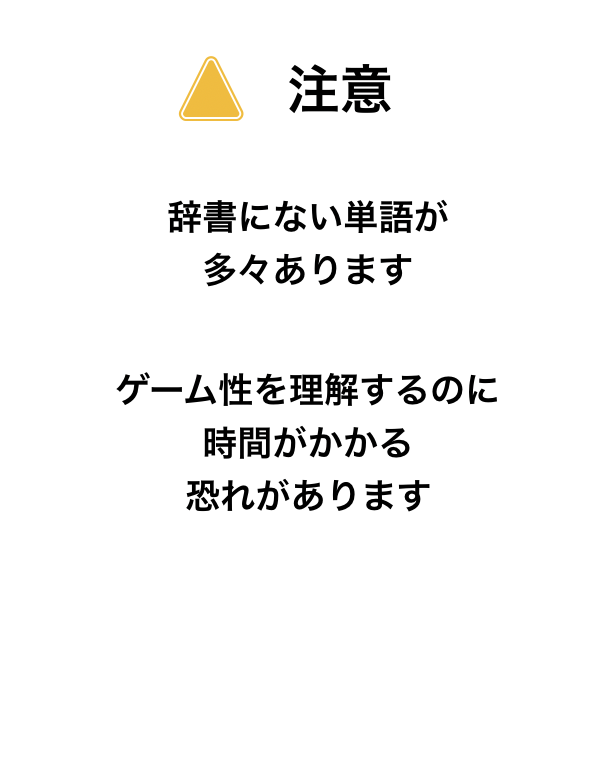 注意
辞書にない単語が
多々あります
ゲーム性を理解するのに
時間がかかる
恐れがあります